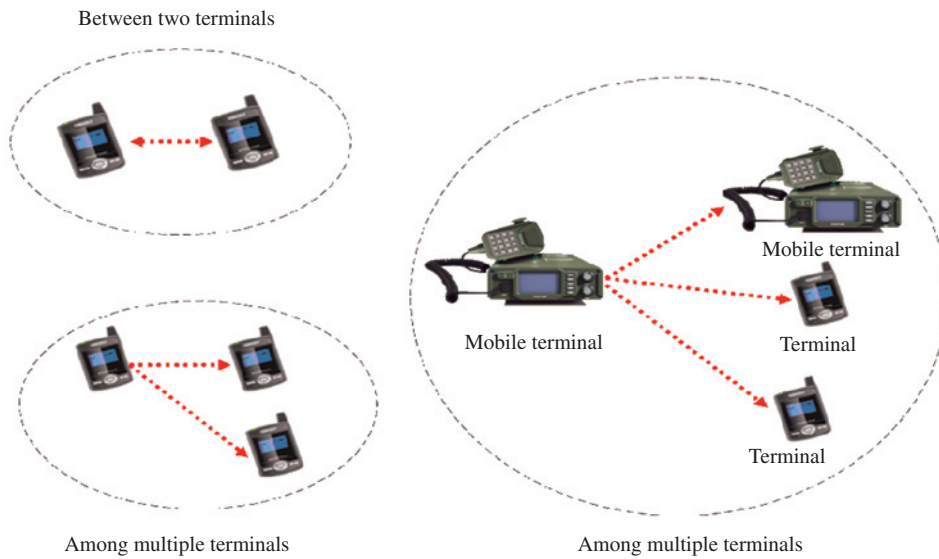 Between two terminals
Mobile terminal
Mobile terminal
Terminal
Terminal
Among multiple terminals
Among multiple terminals